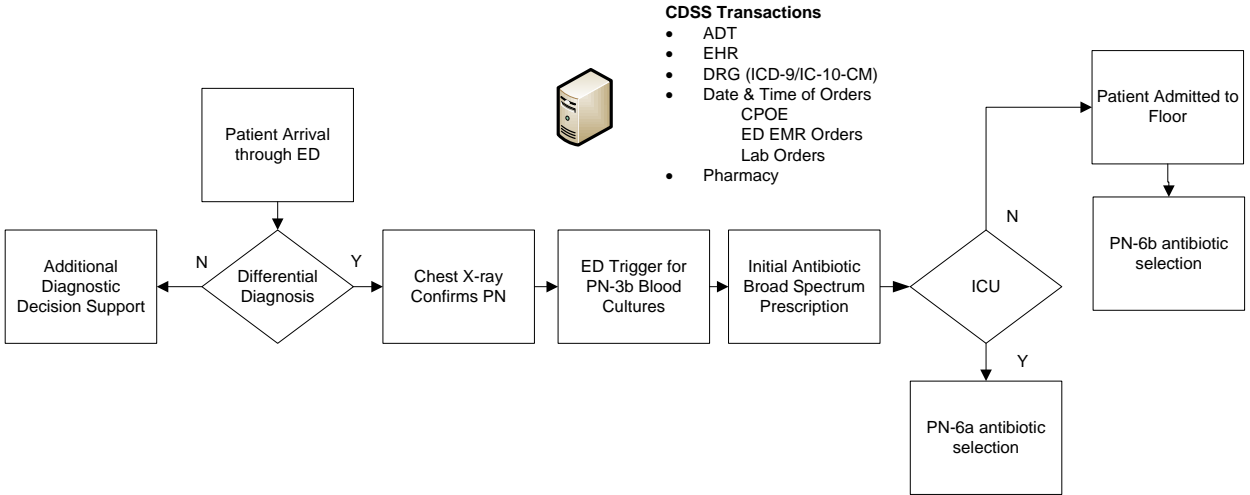 CDSS Transactions
• ADT
• EHR
• DRG (ICD-9/IC-10-CM)
• Date & Time of Orders
CPOE
ED EMR Orders
Lab Orders
• Pharmacy
Patient Arrival
through ED
Differential
Diagnosis
N
Y
Additional
Diagnostic
Decision Support
Chest X-ray
Confirms PN
ED Trigger for
PN-3b Blood
Cultures
Initial Antibiotic
Broad Spectrum
Prescription
ICU
N
Y
Patient Admitted to
Floor
PN-6b antibiotic
selection
PN-6a antibiotic
selection